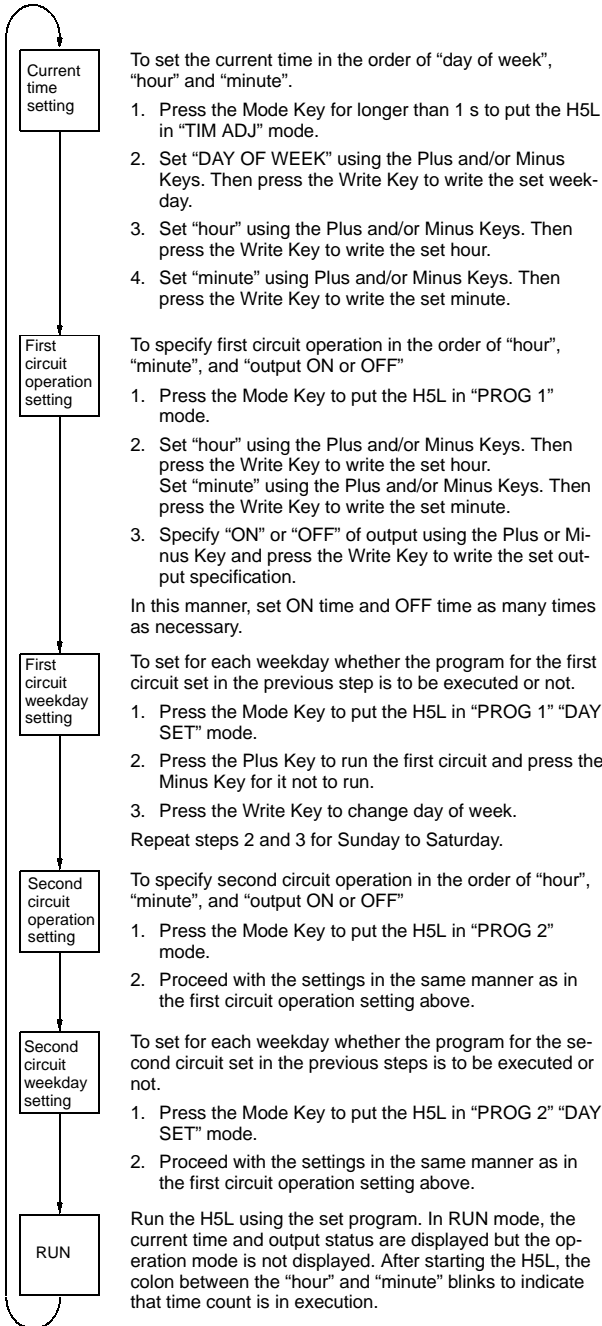 Current
time
setting
To set the current time in the order of “day of week”,
“hour” and “minute”.
1. Press the Mode Key for longer than 1 s to put the H5L
in “TIM ADJ” mode.
2. Set “DAY OF WEEK” using the Plus and/or Minus
Keys. Then press the Write Key to write the set week-
day.
3. Set “hour” using the Plus and/or Minus Keys. Then
press the Write Key to write the set hour.
4. Set “minute” using Plus and/or Minus Keys. Then
press the Write Key to write the set minute.
First
circuit
operation
setting
To specify first circuit operation in the order of “hour”,
“minute”, and “output ON or OFF”
1. Press the Mode Key to put the H5L in “PROG 1”
mode.
2. Set “hour” using the Plus and/or Minus Keys. Then
press the Write Key to write the set hour.
Set “minute” using the Plus and/or Minus Keys. Then
press the Write Key to write the set minute.
3. Specify “ON” or “OFF” of output using the Plus or Mi-
nus Key and press the Write Key to write the set out-
put specification.
In this manner, set ON time and OFF time as many times
as necessary.
First
circuit
weekday
setting
To set for each weekday whether the program for the first
circuit set in the previous step is to be executed or not.
1. Press the Mode Key to put the H5L in “PROG 1” “DAY
SET” mode.
2. Press the Plus Key to run the first circuit and press the
Minus Key for it not to run.
3. Press the Write Key to change day of week.
Repeat steps 2 and 3 for Sunday to Saturday.
Second
circuit
operation
setting
To specify second circuit operation in the order of “hour”,
“minute”, and “output ON or OFF”
1. Press the Mode Key to put the H5L in “PROG 2”
mode.
2. Proceed with the settings in the same manner as in
the first circuit operation setting above.
Second
circuit
weekday
setting
To set for each weekday whether the program for the se-
cond circuit set in the previous steps is to be executed or
not.
1. Press the Mode Key to put the H5L in “PROG 2” “DAY
SET” mode.
2. Proceed with the settings in the same manner as in
the first circuit operation setting above.
RUN
Run the H5L using the set program. In RUN mode, the
current time and output status are displayed but the op-
eration mode is not displayed. After starting the H5L, the
colon between the “hour” and “minute” blinks to indicate
that time count is in execution.